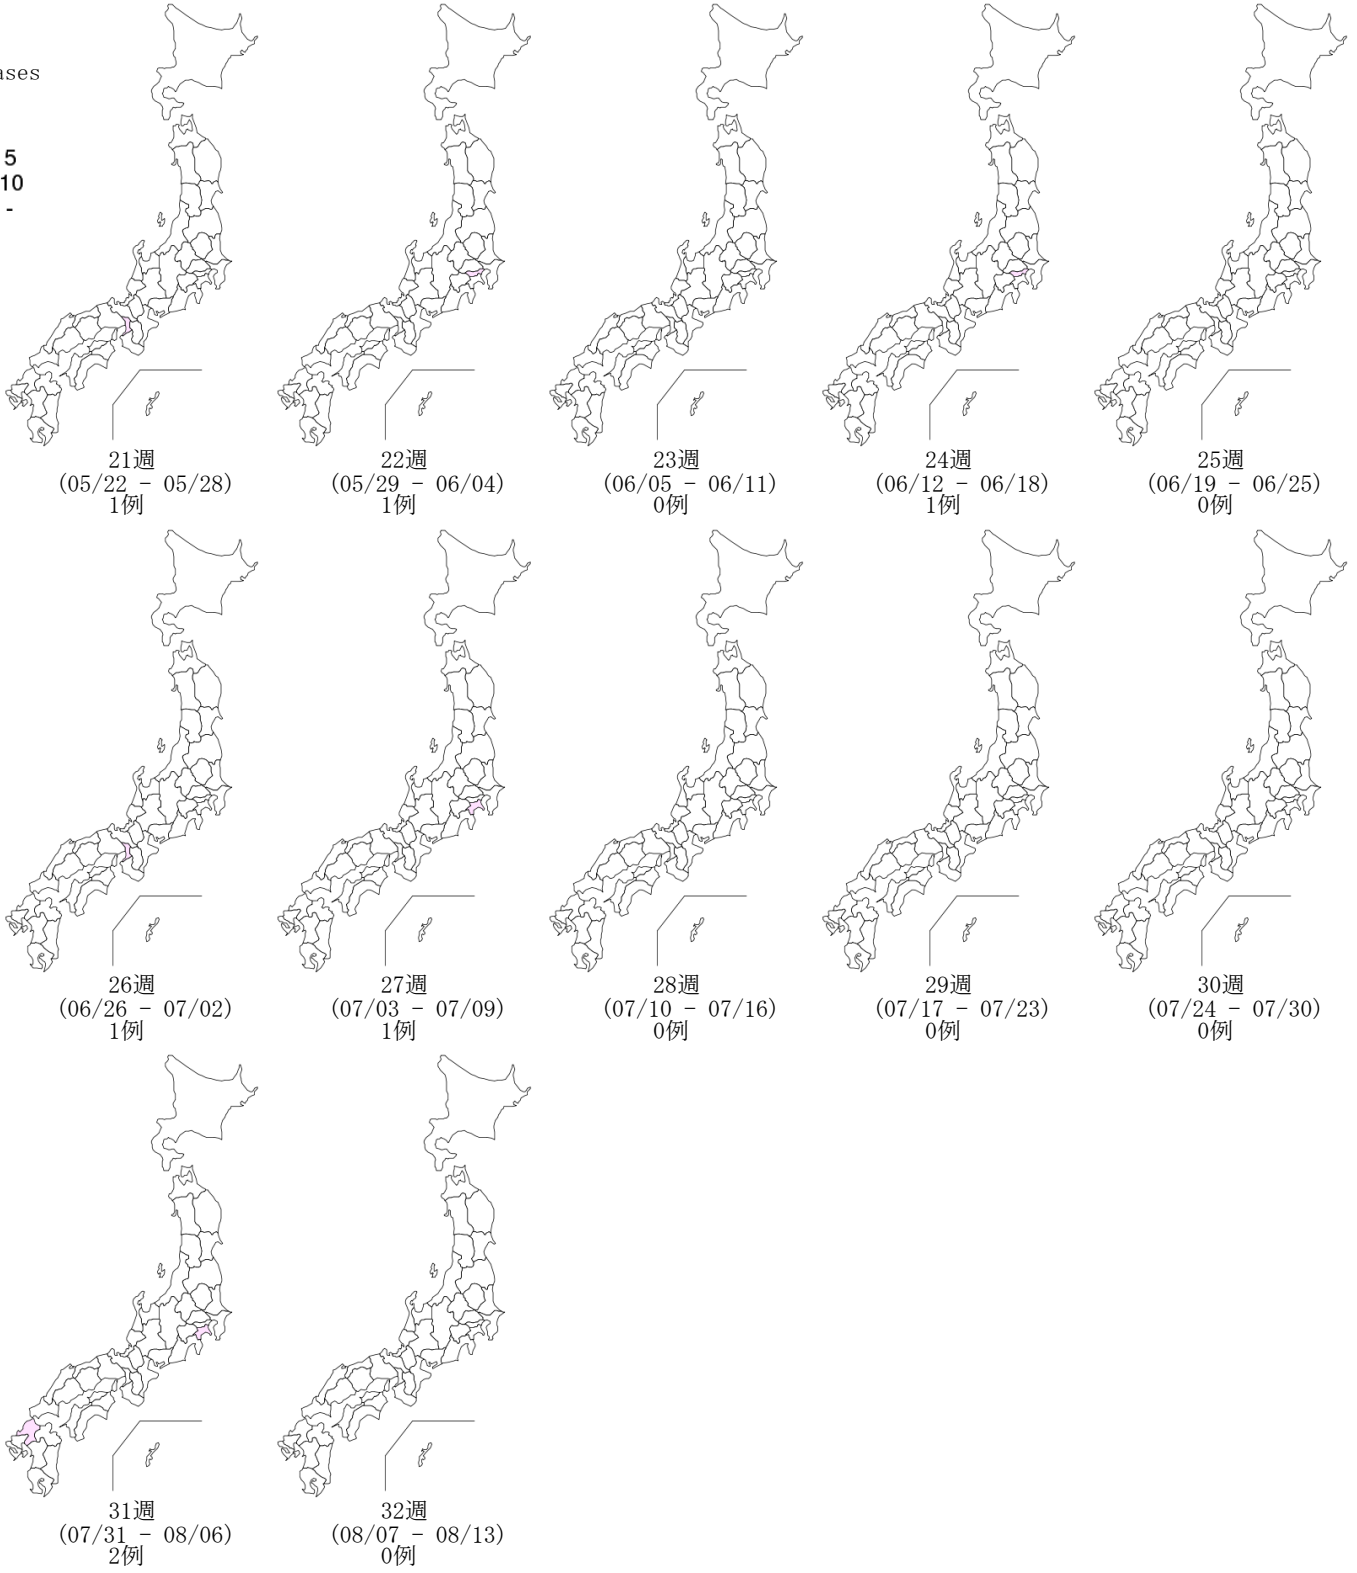 ases
5
10
-
21週
(05/22 - 05/28)
1例
22週
(05/29 - 06/04)
1例
23週
(06/05 - 06/11)
0例
24週
(06/12 - 06/18)
1例
25週
(06/19 - 06/25)
0例
26週
(06/26 - 07/02)
1例
27週
(07/03 - 07/09)
1例
28週
(07/10 - 07/16)
0例
29週
(07/17 - 07/23)
0例
30週
(07/24 - 07/30)
0例
31週
(07/31 - 08/06)
2例
32週
(08/07 - 08/13)
0例